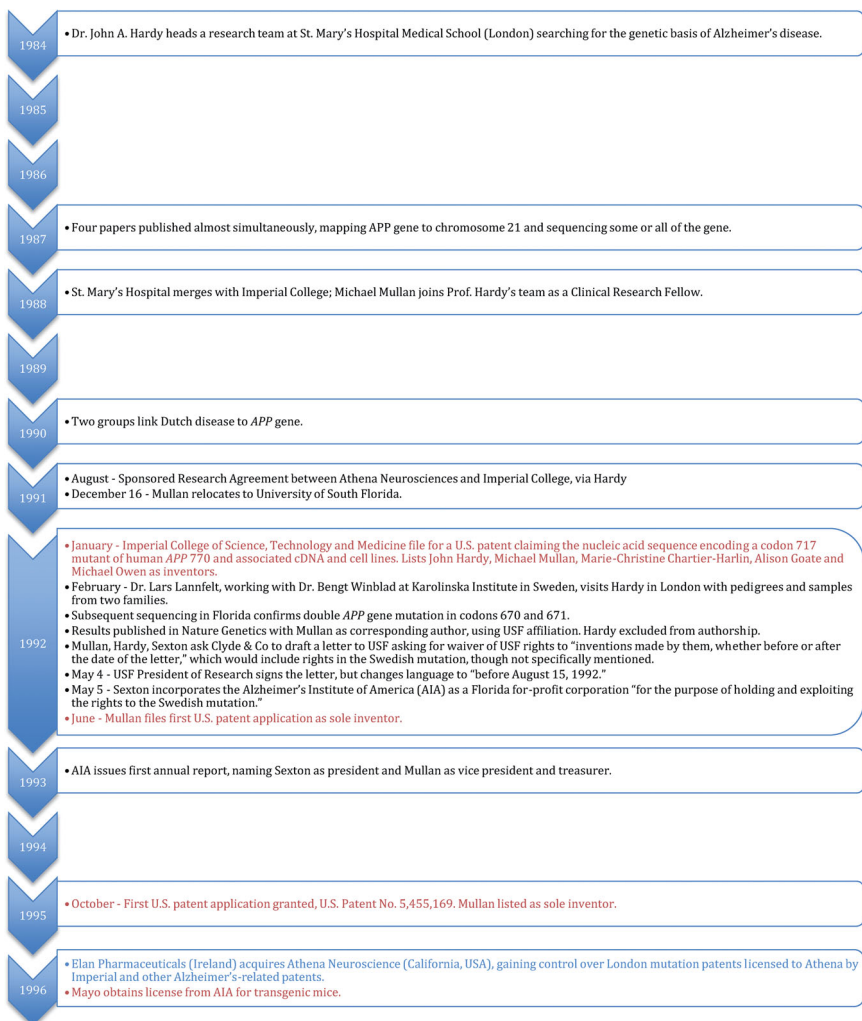 1984
• Dr. John A. Hardy heads a research team at St. Mary's Hospital Medical School (London) searching for the genetic basis of Alzheimer's disease.
1985
1986
1987
• Four papers published almost simultaneously, mapping APP gene to chromosome 21 and sequencing some or all of the gene.
1988
• St. Mary's Hospital merges with Imperial College; Michael Mullan joins Prof. Hardy's team as a Clinical Research Fellow.
1989
1990
• Two groups link Dutch disease to APP gene.
1991
• August - Sponsored Research Agreement between Athena Neurosciences and Imperial College, via Hardy
• December 16 - Mullan relocates to University of South Florida.
1992
• January - Imperial College of Science, Technology and Medicine file for a U.S. patent claiming the nucleic acid sequence encoding a codon 717
mutant of human APP 770 and associated cDNA and cell lines. Lists John Hardy, Michael Mullan, Marie-Christine Chartier-Harlin, Alison Goate and
Michael Owen as inventors.
• February - Dr. Lars Lannfelt, working with Dr. Bengt Winblad at Karolinska Institute in Sweden, visits Hardy in London with pedigrees and samples
from two families.
• Subsequent sequencing in Florida confirms double APP gene mutation in codons 670 and 671.
• Results published in Nature Genetics with Mullan as corresponding author, using USF affiliation. Hardy excluded from authorship.
• Mullan, Hardy, Sexton ask Clyde & Co to draft a letter to USF asking for waiver of USF rights to "inventions made by them, whether before or after
the date of the letter," which would include rights in the Swedish mutation, though not specifically mentioned.
• May 4 - USF President of Research signs the letter, but changes language to "before August 15, 1992."
• May 5 - Sexton incorporates the Alzheimer's Institute of America (AIA) as a Florida for-profit corporation "for the purpose of holding and exploiting
the rights to the Swedish mutation."
• June - Mullan files first U.S. patent application as sole inventor.
1993
• AIA issues first annual report, naming Sexton as president and Mullan as vice president and treasurer.
1994
1995
• October - First U.S. patent application granted, U.S. Patent No. 5,455,169. Mullan listed as sole inventor.
1996
• Elan Pharmaceuticals (Ireland) acquires Athena Neuroscience (California, USA), gaining control over London mutation patents licensed to Athena by
Imperial and other Alzheimer's-related patents.
• Mayo obtains license from AIA for transgenic mice.